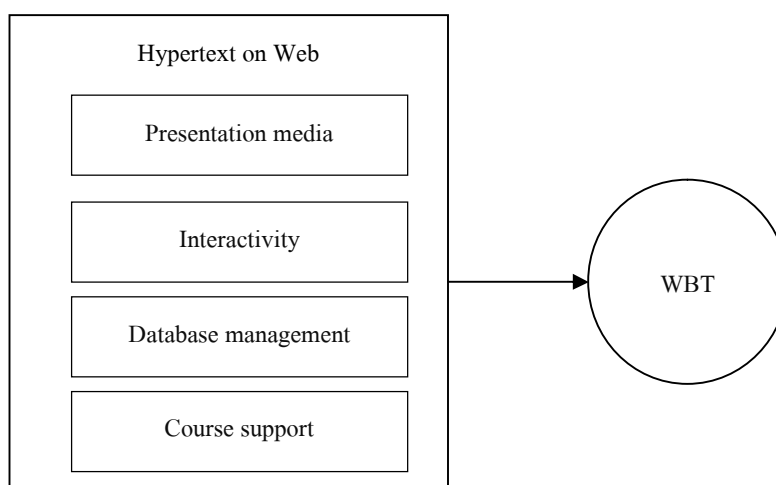 Hypertext on Web
Presentation media
Interactivity
Database management
Course support
WBT